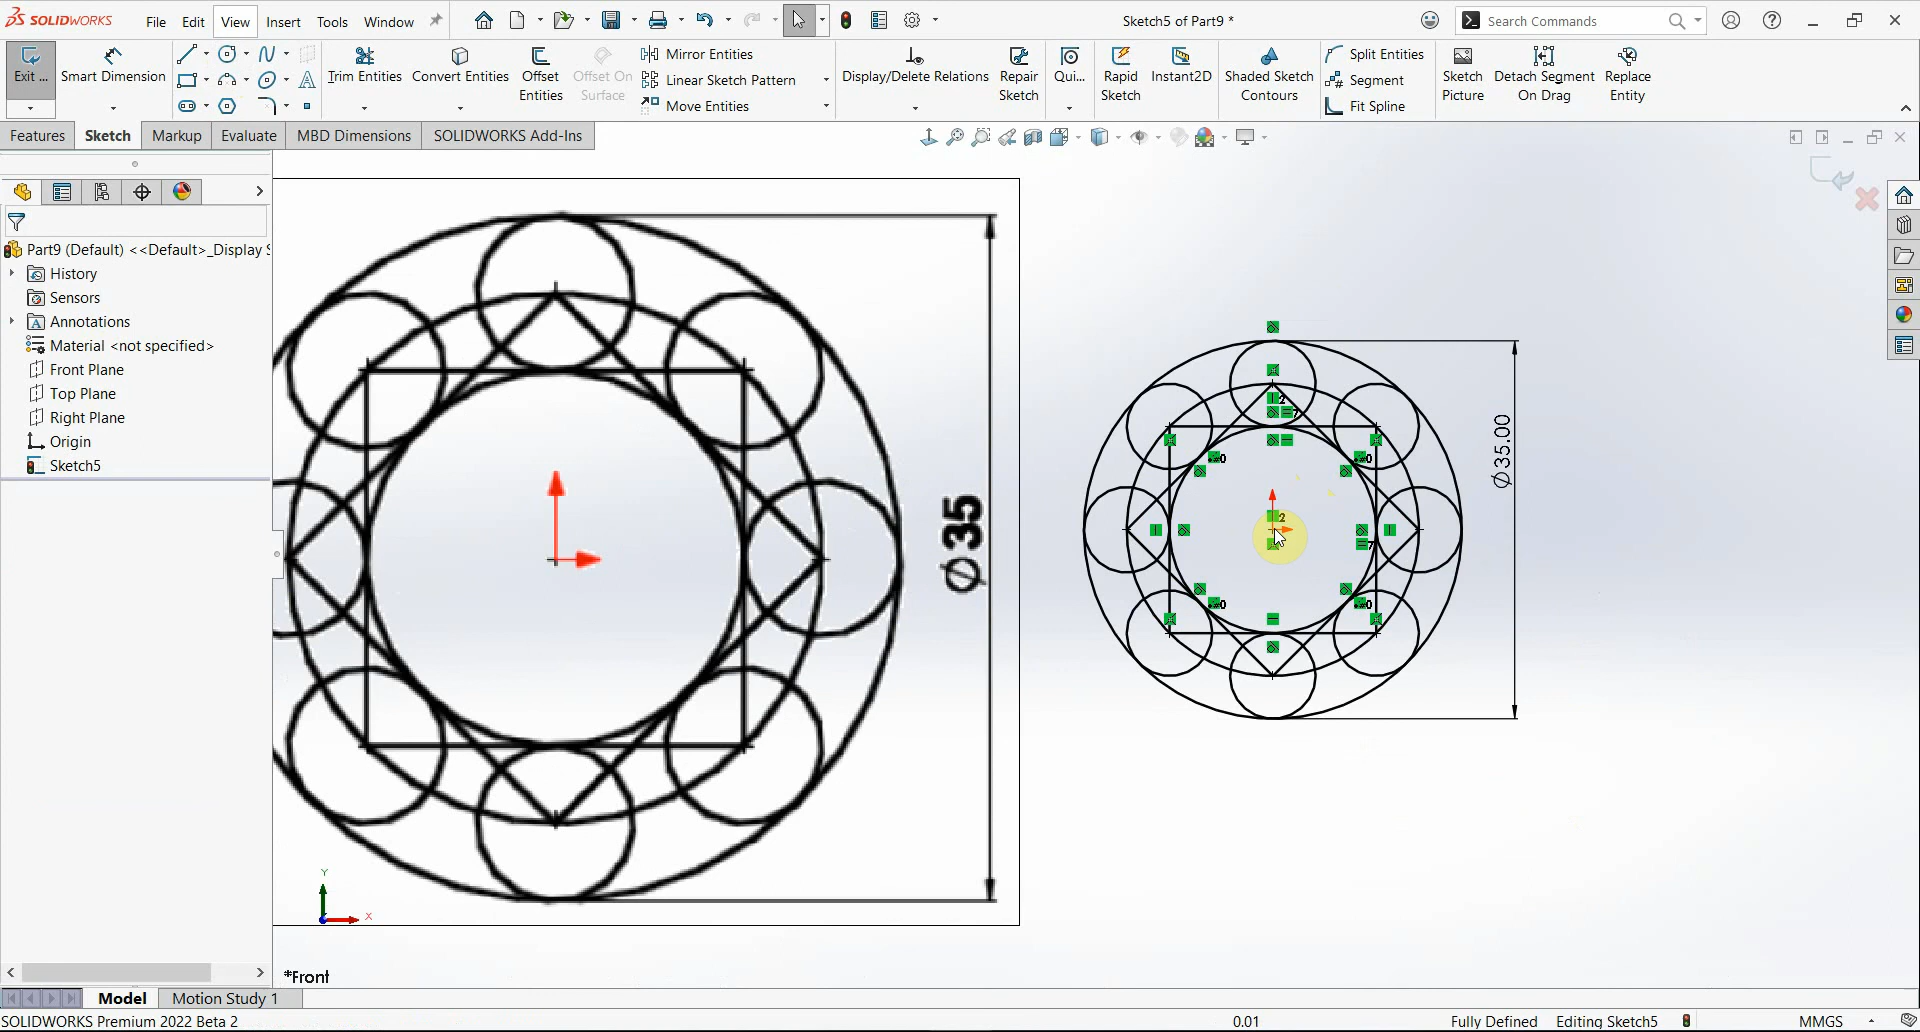 SOLIDWORKS
File Edit View Insert Tools Window
Sketch5 of Part9 *
Search Commands
Exit ...
Smart Dimension
Trim Entities
Convert Entities
Offset Entities
Offset On Surface
Mirror Entities
Linear Sketch Pattern
Move Entities
Display/Delete Relations
Repair Sketch
Qui...
Rapid Sketch
Instant2D
Shaded Sketch Contours
Split Entities
Segment
Fit Spline
Sketch Picture
Detach Segment On Drag
Replace Entity
Features Sketch Markup Evaluate MBD Dimensions SOLIDWORKS Add-Ins
Part9 (Default) <<Default>_Display S
History
Sensors
Annotations
Material <not specified>
Front Plane
Top Plane
Right Plane
Origin
Sketch5
Ø35
Ø35.00
2
7
2
7
Y
X
*Front
Model Motion Study 1
SOLIDWORKS Premium 2022 Beta 2
0.01
Fully Defined
Editing Sketch5
MMGS